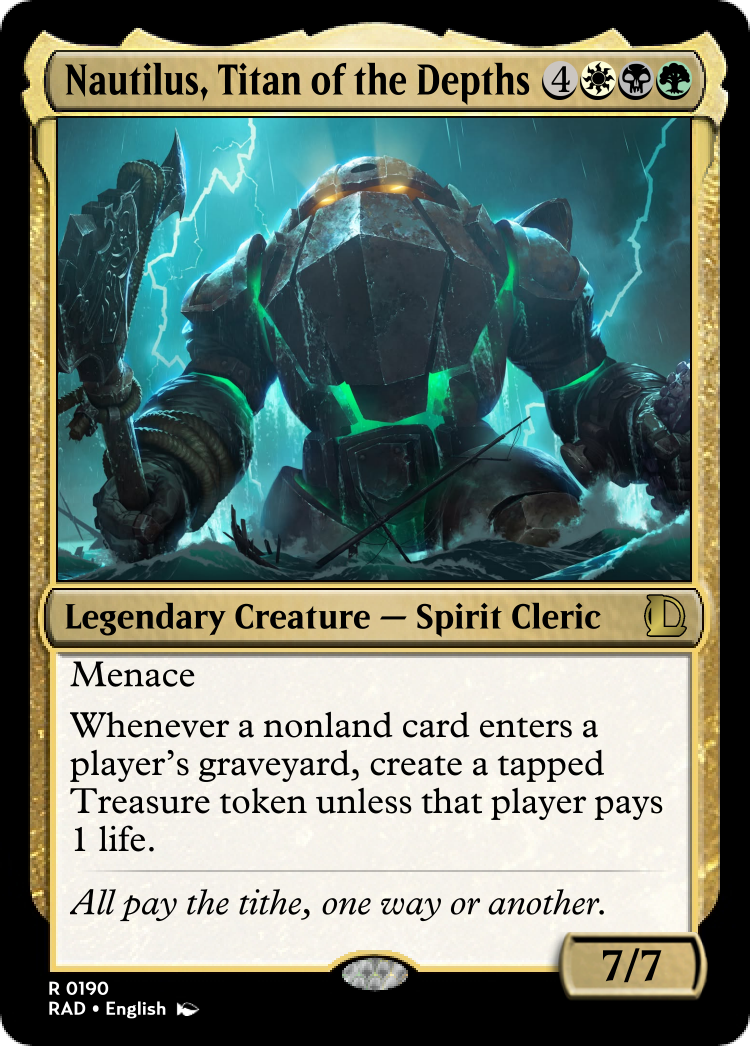 Nautilus, Titan of the Depths 4
Legendary Creature — Spirit Cleric
Menace
Whenever a nonland card enters a
player’s graveyard, create a tapped
Treasure token unless that player pays
1 life.
All pay the tithe, one way or another.
7/7
R 0190
RAD • English